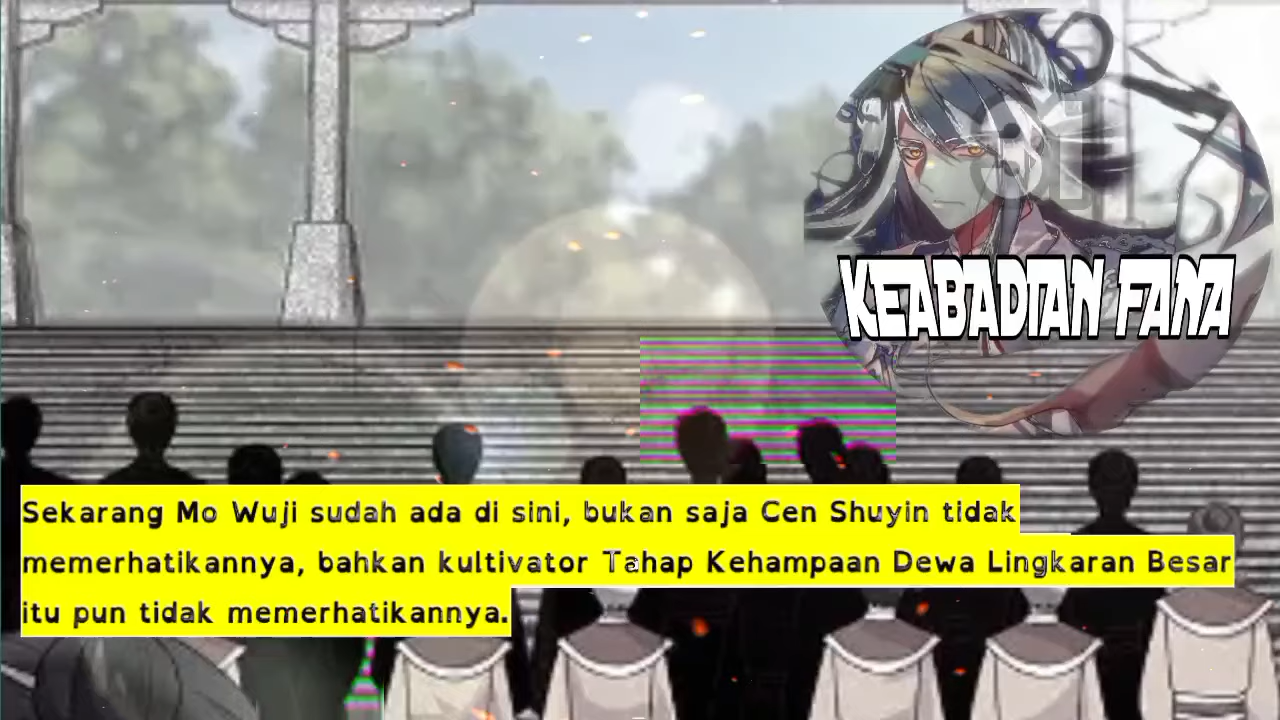 KEABADIAN FANA
Sekarang Mo Wuji sudah ada di sini, bukan saja Cen Shuyin tidak
memerhatikannya, bahkan kultivator Tahap Kehampaan Dewa Lingkaran Besar
itu pun tidak memerhatikannya.